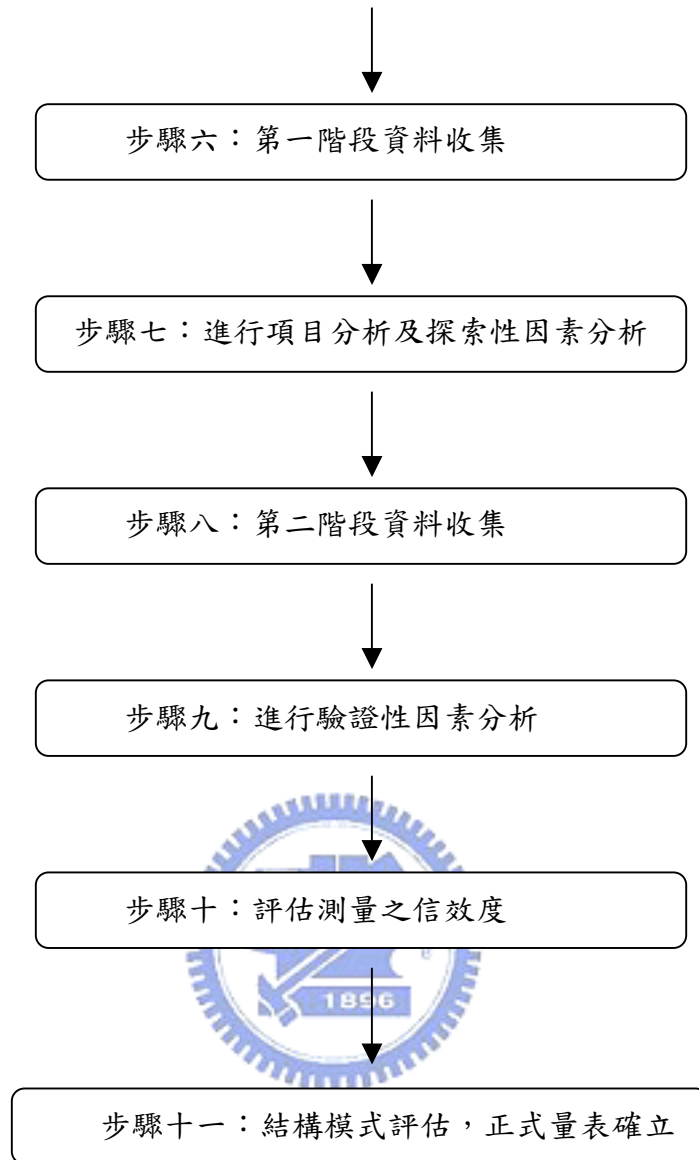 步驟六：第一階段資料收集
步驟七：進行項目分析及探索性因素分析
步驟八：第二階段資料收集
步驟九：進行驗證性因素分析
步驟十：評估測量之信效度
1896
步驟十一：結構模式評估，正式量表確立